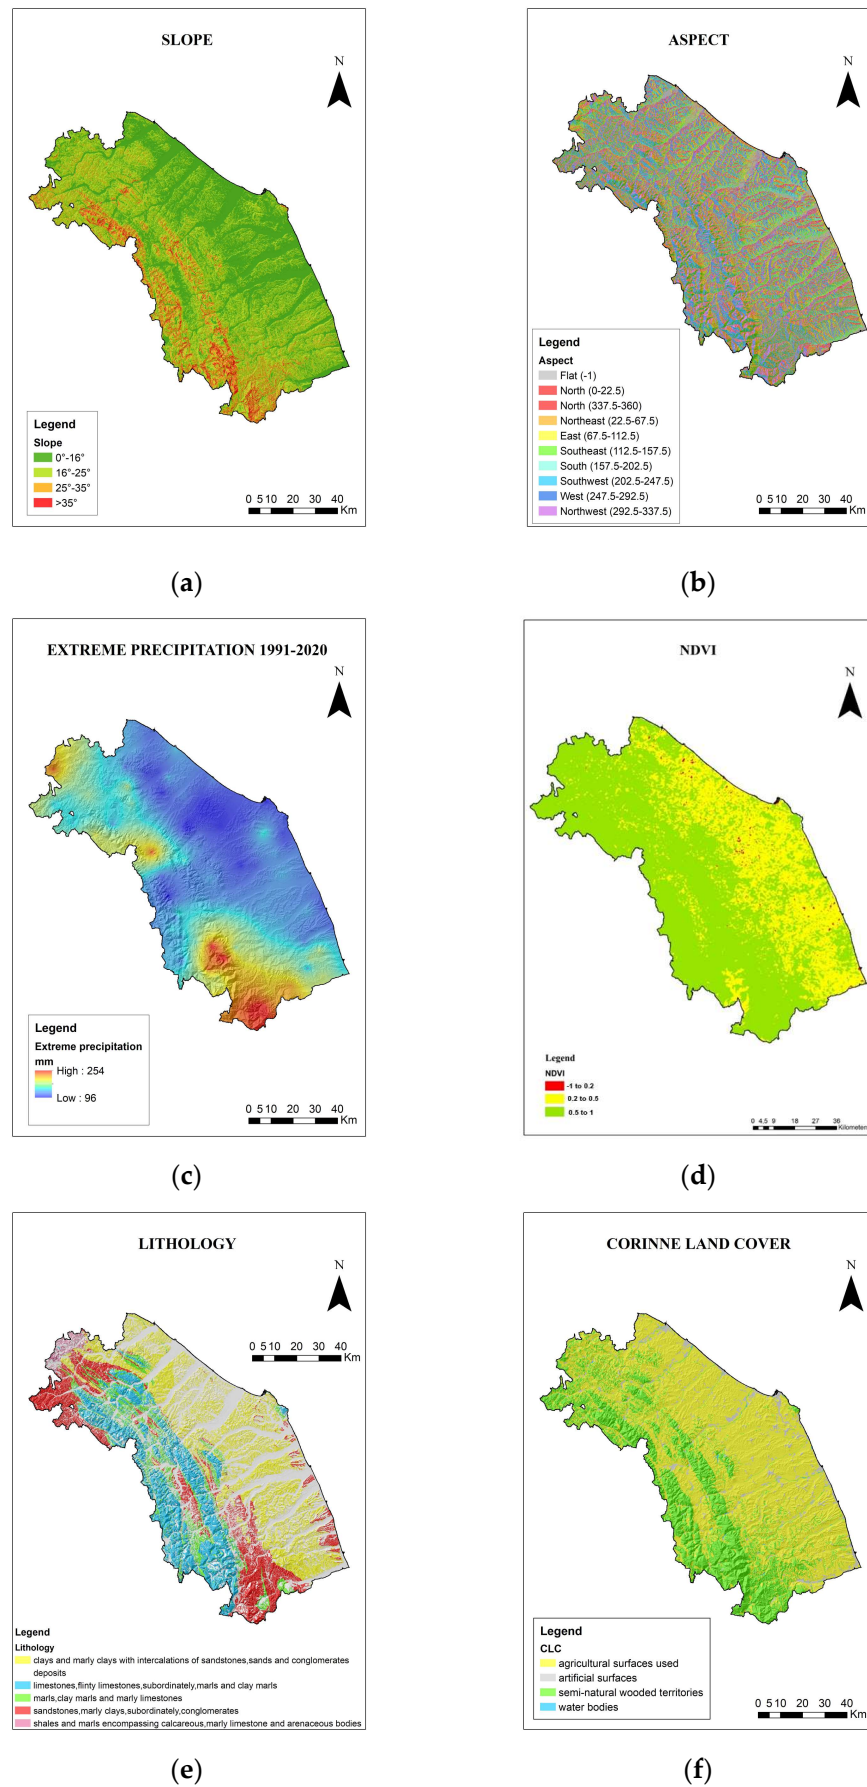 SLOPE
N
Legend
Slope
0°-16°
16°-25°
25°-35°
>35°
0 5 10 20 30 40
Km
(a)
ASPECT
N
Legend
Aspect
Flat (-1)
North (0-22.5)
North (337.5-360)
Northeast (22.5-67.5)
East (67.5-112.5)
Southeast (112.5-157.5)
South (157.5-202.5)
Southwest (202.5-247.5)
West (247.5-292.5)
Northwest (292.5-337.5)
0 5 10 20 30 40
Km
(b)
EXTREME PRECIPITATION 1991-2020
N
Legend
Extreme precipitation
mm
High : 254
Low : 96
0 5 10 20 30 40
Km
(c)
NDVI
N
Legend
NDVI
-1 to 0.2
0.2 to 0.5
0.5 to 1
0 4,5 9 18 27 36
Kilometers
(d)
LITHOLOGY
N
0 5 10 20 30 40
Km
Legend
Lithology
clays and marly clays with intercalations of sandstones,sands and conglomerates
deposits
limestones,flinty limestones,subordinately,marls and clay marls
marls,clay marls and marly limestones
sandstones,marly clays,subordinately,conglomerates
shales and marls encompassing calcareous,marly limestone and arenaceous bodies
(e)
CORINNE LAND COVER
N
Legend
CLC
agricultural surfaces used
artificial surfaces
semi-natural wooded territories
water bodies
0 5 10 20 30 40
Km
(f)